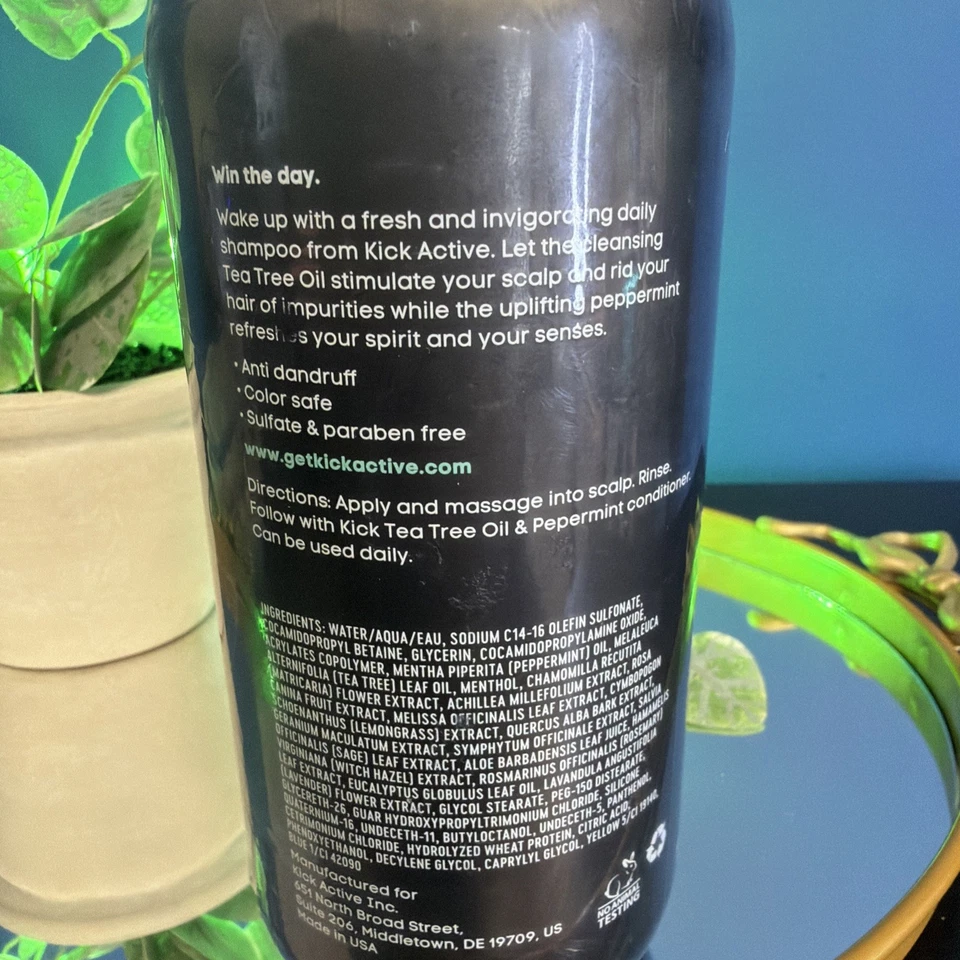 Win the day.
Wake up with a fresh and invigorating daily
shampoo from Kick Active. Let the cleansing
Tea Tree Oil stimulate your scalp and rid your
hair of impurities while the uplifting peppermint
refreshes your spirit and your senses.
• Anti dandruff
• Color safe
• Sulfate & paraben free
www.getkickactive.com
Directions: Apply and massage into scalp. Rinse.
Follow with Kick Tea Tree Oil & Pepermint conditioner.
Can be used daily.
INGREDIENTS: WATER/AQUA/EAU, SODIUM C14-16 OLEFIN SULFONATE,
COCAMIDOPROPYL BETAINE, GLYCERIN, COCAMIDOPROPYLAMINE OXIDE,
ACRYLATES COPOLYMER, MENTHA PIPERITA (PEPPERMINT) OIL, MELALEUCA
ALTERNIFOLIA (TEA TREE) LEAF OIL, MENTHOL, CHAMOMILLA RECUTITA
(MATRICARIA) FLOWER EXTRACT, ACHILLEA MILLEFOLIUM EXTRACT, ROSA
CANINA FRUIT EXTRACT, MELISSA OFFICINALIS LEAF EXTRACT, CYMBOPOGON
SCHOENANTHUS (LEMONGRASS) EXTRACT, QUERCUS ALBA BARK EXTRACT,
GERANIUM MACULATUM EXTRACT, SYMPHYTUM OFFICINALE EXTRACT, SALVIA
OFFICINALIS (SAGE) LEAF EXTRACT, ALOE BARBADENSIS LEAF JUICE, HAMAMELIS
VIRGINIANA (WITCH HAZEL) EXTRACT, ROSMARINUS OFFICINALIS (ROSEMARY)
LEAF EXTRACT, EUCALYPTUS GLOBULUS LEAF OIL, LAVANDULA ANGUSTIFOLIA
(LAVENDER) FLOWER EXTRACT, GLYCOL STEARATE, PEG-150 DISTEARATE,
GLYCERETH-26, GUAR HYDROXYPROPYLTRIMONIUM CHLORIDE, SILICONE
QUATERNIUM-16, UNDECETH-11, BUTYLOCTANOL, UNDECETH-5, PANTHENOL,
CETRIMONIUM CHLORIDE, HYDROLYZED WHEAT PROTEIN, CITRIC ACID,
PHENOXYETHANOL, DECYLENE GLYCOL, CAPRYLYL GLYCOL, YELLOW 5/CI 19140,
BLUE 1/CI 42090
Manufactured for
Kick Active Inc.
651 North Broad Street,
Suite 206, Middletown, DE 19709, US
Made in USA
NO ANIMAL
TESTING